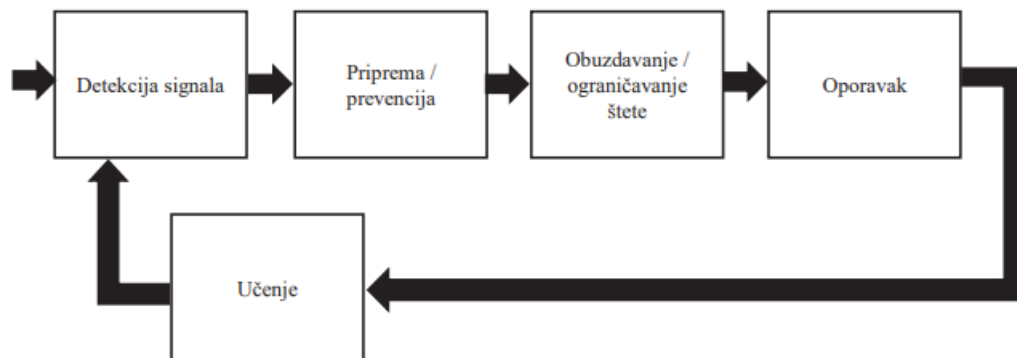 Detekcija signala
Priprema /
prevencija
Obuzdavanje /
ograničavanje
štete
Oporavak
Učenje